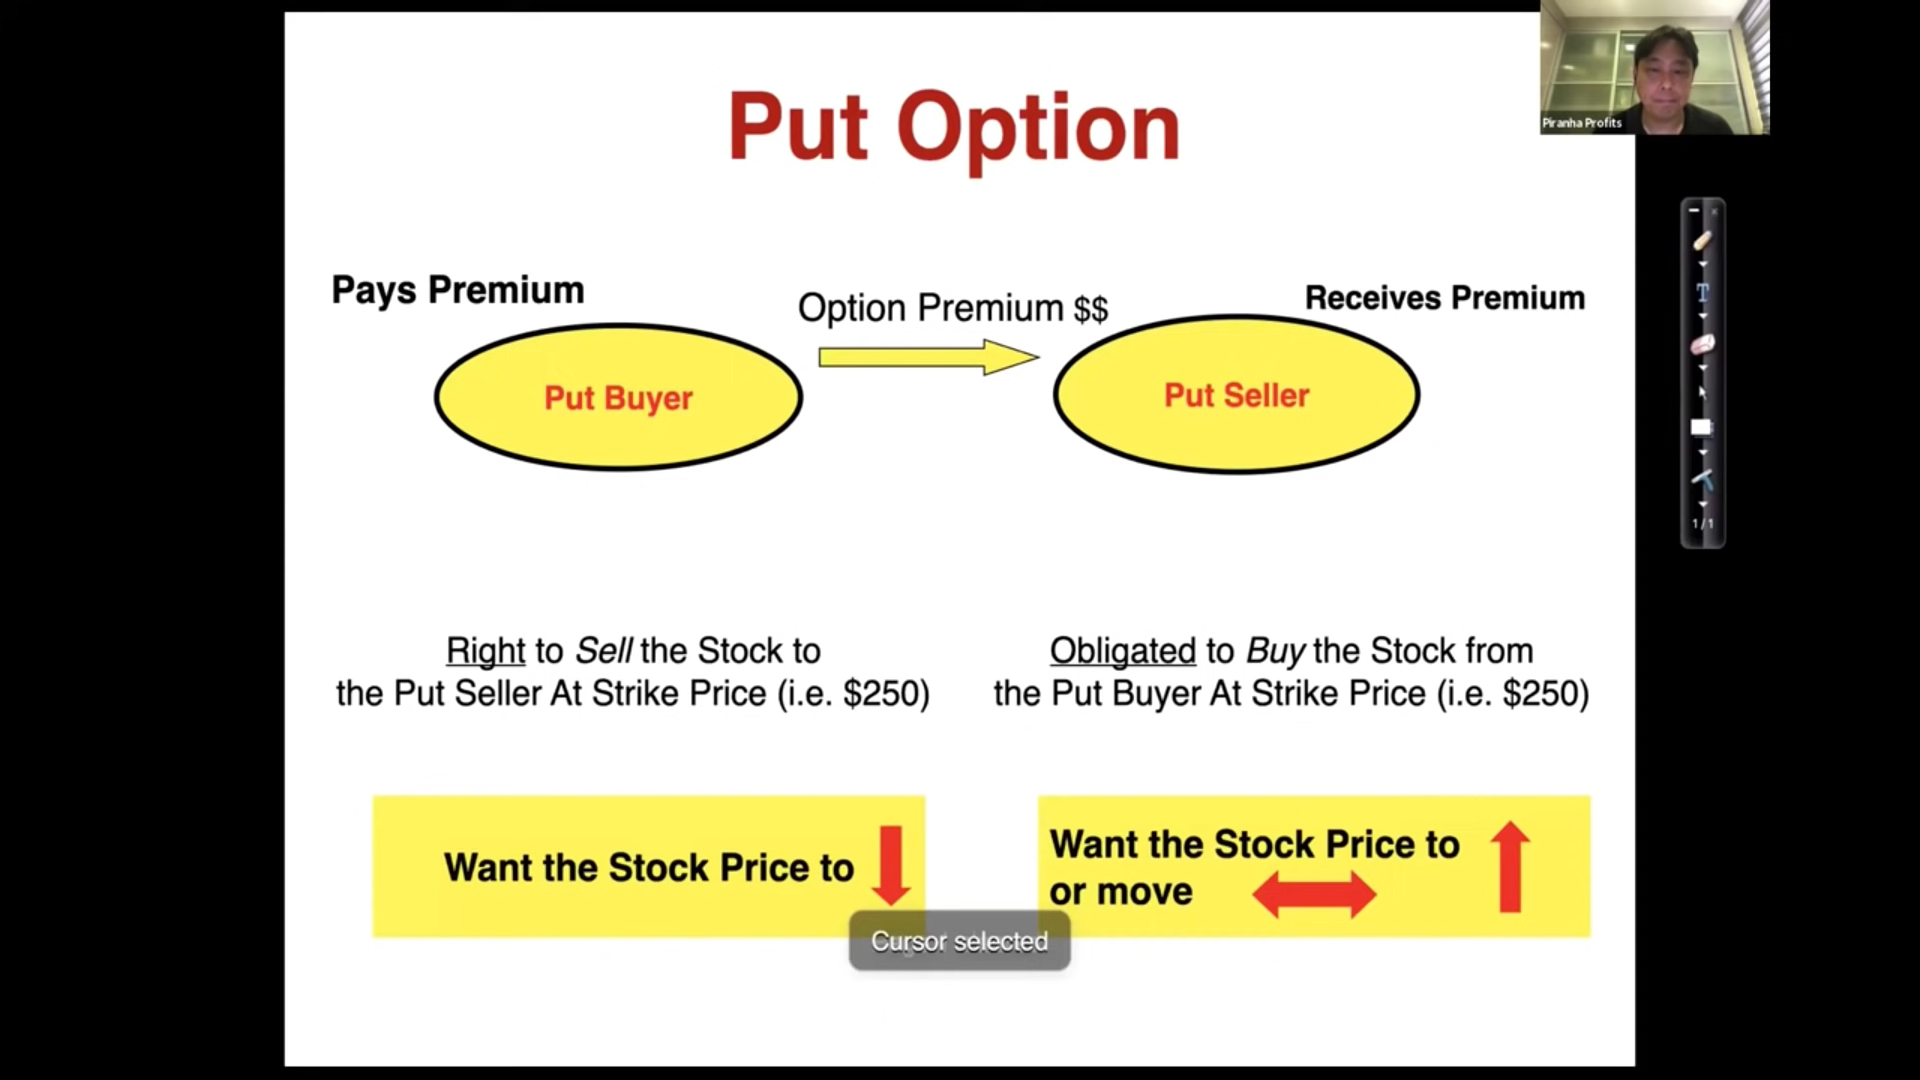 Put Option
Piranha Profits
Pays Premium
Option Premium $$
Receives Premium
Put Buyer
Put Seller
Right to Sell the Stock to
the Put Seller At Strike Price (i.e. $250)
Obligated to Buy the Stock from
the Put Buyer At Strike Price (i.e. $250)
Want the Stock Price to
Want the Stock Price to
or move
Cursor selected
T
1/1